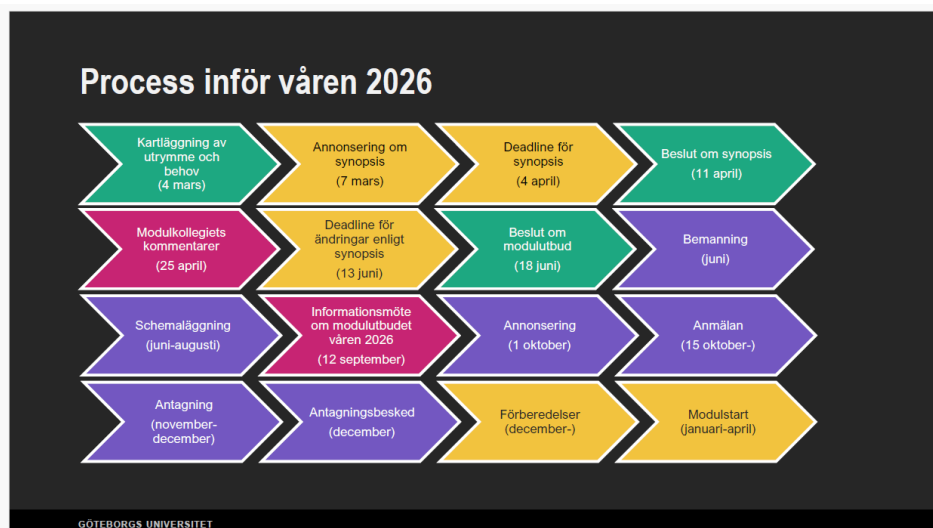 Process inför våren 2026
Kartläggning av
utrymme och
behov
(4 mars)
Annonsering om
synopsis
(7 mars)
Deadline för
synopsis
(4 april)
Beslut om synopsis
(11 april)
Modulkollegiets
kommentarer
(25 april)
Deadline för
ändringar enligt
synopsis
(13 juni)
Beslut om
modulutbud
(18 juni)
Bemanning
(juni)
Schemaläggning
(juni-augusti)
Informationsmöte
om modulutbudet
våren 2026
(12 september)
Annonsering
(1 oktober)
Anmälan
(15 oktober-)
Antagning
(november-
december)
Antagningsbesked
(december)
Förberedelser
(december-)
Modulstart
(januari-april)
GÖTEBORGS UNIVERSITET